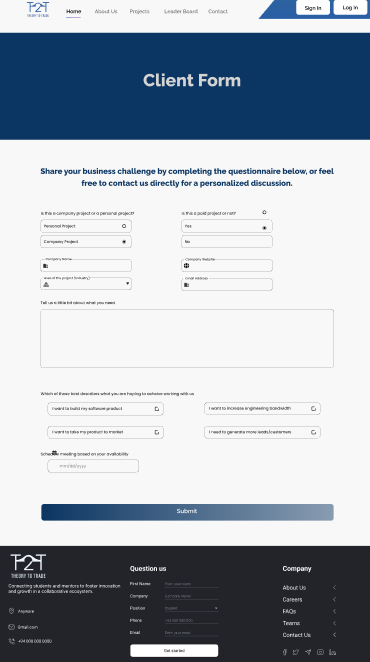 T2T
THEORY TO TRADE
Home
About Us
Projects
Leader Board
Contact
Sign In
Log In
Client Form
Share your business challenge by completing the questionnaire below, or feel
free to contact us directly for a personalized discussion.
Is this is company project or a personal project?
Is this a paid project or not?
Personal Project
Yes
Company Project
No
Company Name
Company Website
Area of the project (Industry)
Email Address
Tell us a little bit about what you need
Which of these best describes what you are hoping to achieve working with us
I want to build my software product
I want to increase engineering bandwidth
I want to take my product to market
I need to generate more leads/customers
Schedule meeting based on your availability
mm/dd/yyyy
Submit
T2T
THEORY TO TRADE
Connecting students and mentors to foster innovation
and growth in a collaborative ecosystem.
Anymore
Gmail.com
+94 000 000 0000
Question us
First Name
Company
Position
Phone
Email
Get started
Company
About Us
Careers
FAQs
Teams
Contact Us